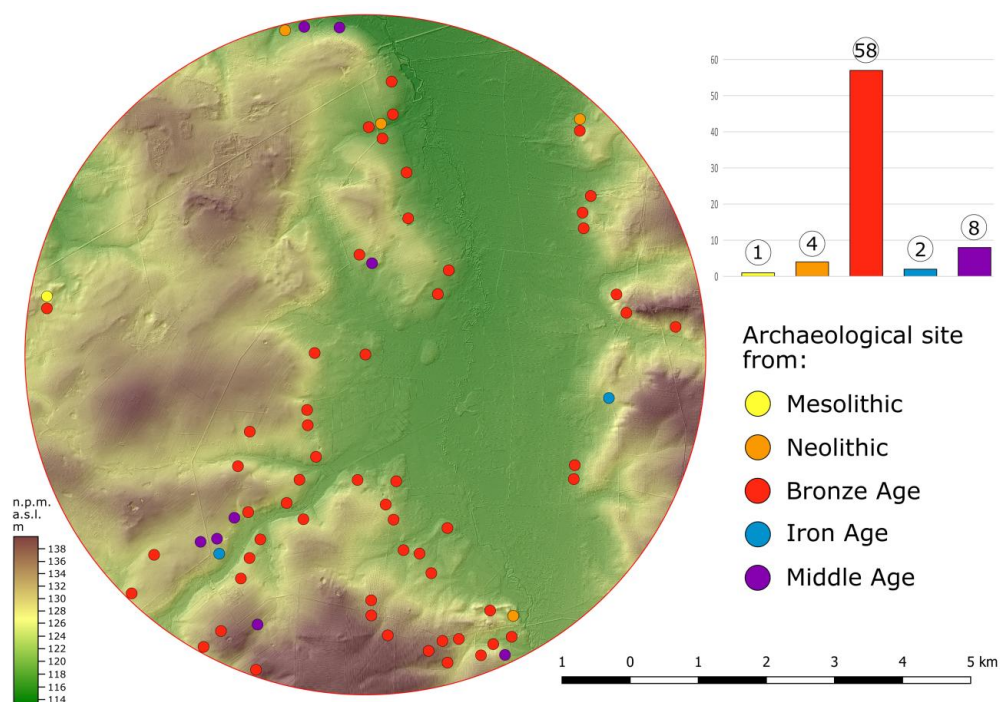 60
50
40
30
20
10
0
1
4
58
2
8
Archaeological site
from:
Mesolithic
Neolithic
Bronze Age
Iron Age
Middle Age
n.p.m.
a.s.l.
m
138
136
134
132
130
128
126
124
122
120
118
116
114
1 0 1 2 3 4 5 km